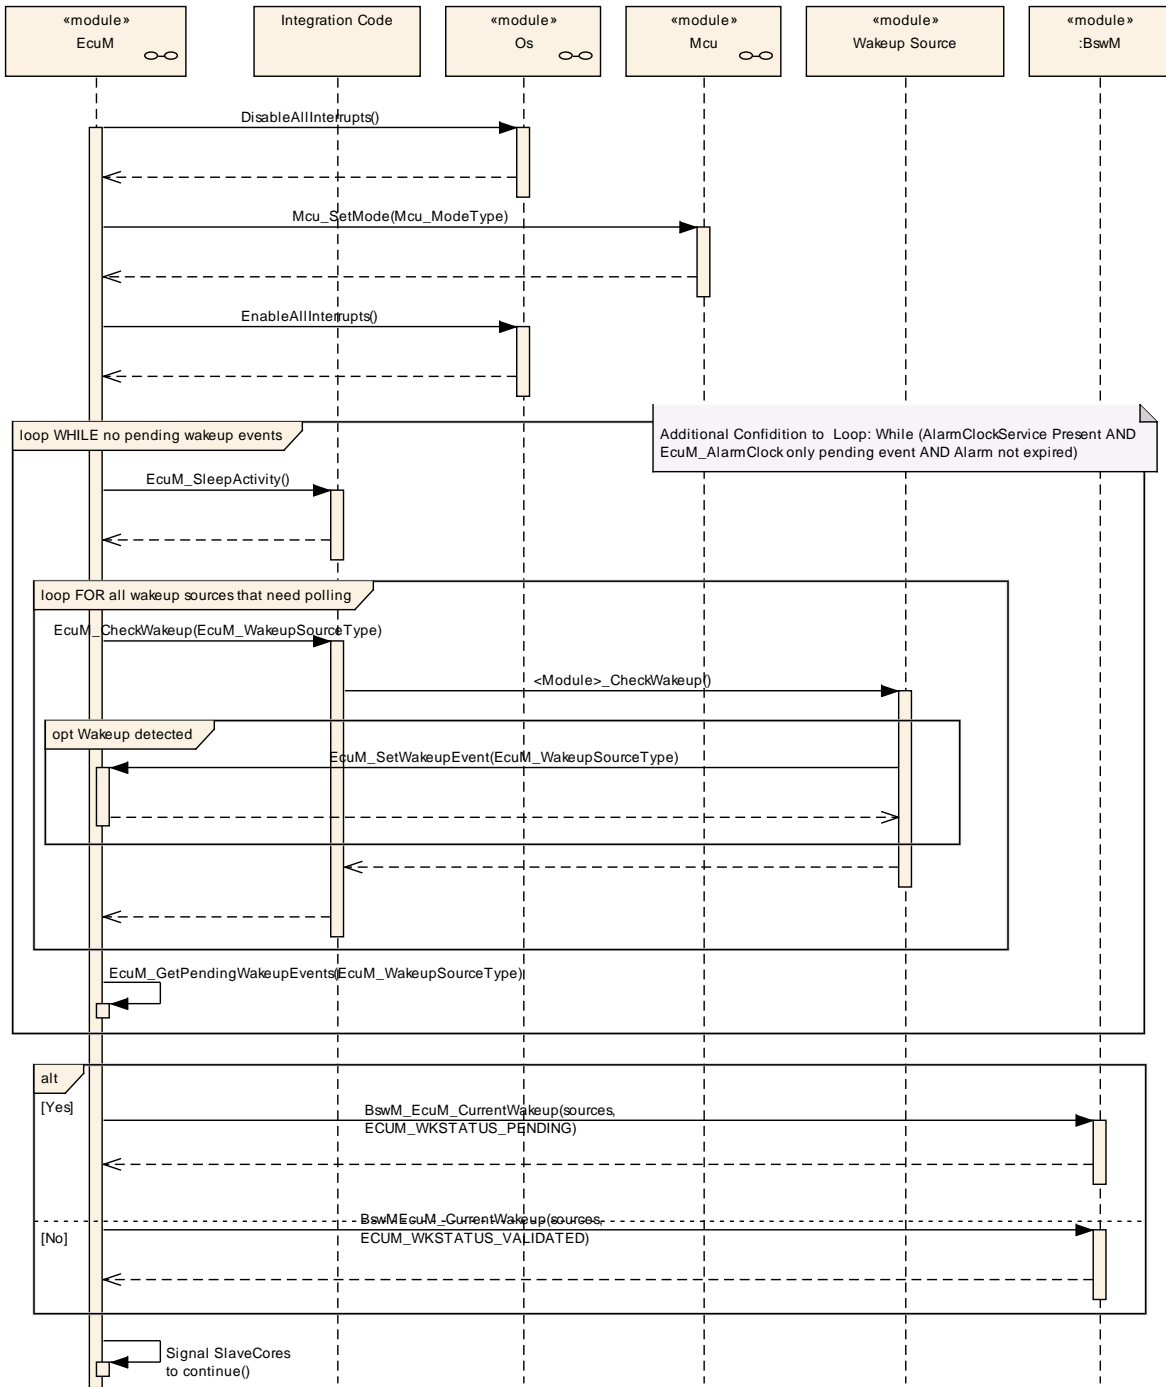 «module»
EcuM
Integration Code
«module»
Os
«module»
Mcu
«module»
Wakeup Source
«module»
:BswM
DisableAllInterrupts()
Mcu_SetMode(Mcu_ModeType)
EnableAllInterrupts()
loop WHILE no pending wakeup events
Additional Confidition to Loop: While (AlarmClockService Present AND
EcuM_AlarmClock only pending event AND Alarm not expired)
EcuM_SleepActivity()
loop FOR all wakeup sources that need polling
EcuM_CheckWakeup(EcuM_WakeupSourceType)
<Module>_CheckWakeup()
opt Wakeup detected
EcuM_SetWakeupEvent(EcuM_WakeupSourceType)
EcuM_GetPendingWakeupEvents(EcuM_WakeupSourceType)
alt
[Yes]
BswM_EcuM_CurrentWakeup(sources,
ECUM_WKSTATUS_PENDING)
BswMEcuM_CurrentWakeup(sources,
[No]
ECUM_WKSTATUS_VALIDATED)
Signal SlaveCores
to continue()